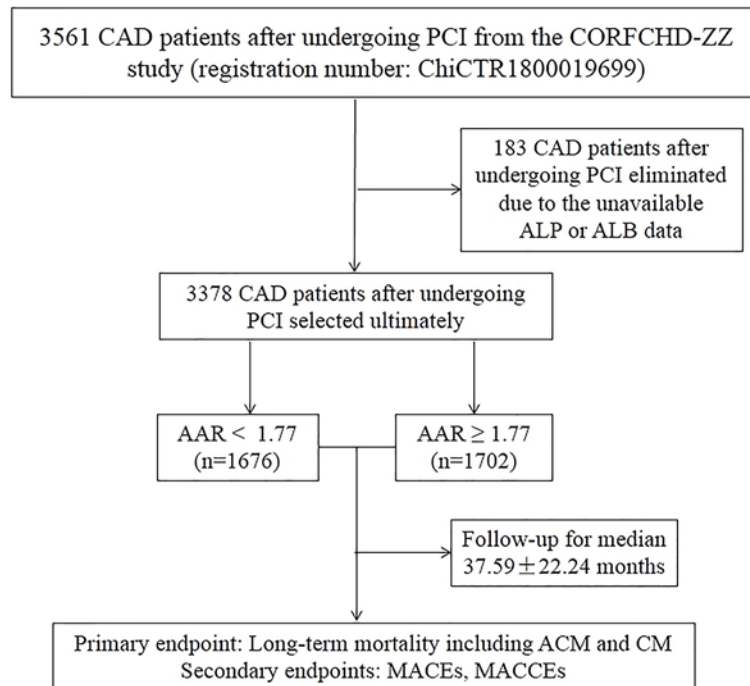 3561 CAD patients after undergoing PCI from the CORFCHD-ZZ
study (registration number: ChiCTR1800019699)
183 CAD patients after
undergoing PCI eliminated
due to the unavailable
ALP or ALB data
3378 CAD patients after undergoing
PCI selected ultimately
AAR < 1.77
(n=1676)
AAR ≥ 1.77
(n=1702)
Follow-up for median
37.59±22.24 months
Primary endpoint: Long-term mortality including ACM and CM
Secondary endpoints: MACEs, MACCEs